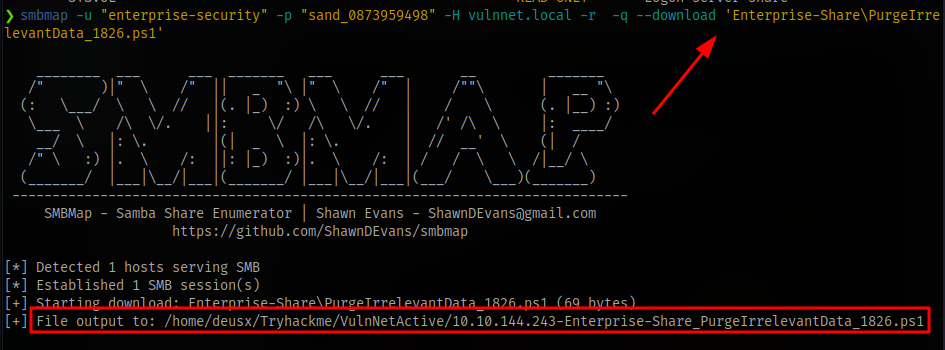 ❯ smbmap -u "enterprise-security" -p "sand_0873959498" -H vulnnet.local -r  -q --download 'Enterprise-Share\PurgeIrre
levantData_1826.ps1'
SMBMAP
SMBMap - Samba Share Enumerator | Shawn Evans - ShawnDEvans@gmail.com
https://github.com/ShawnDEvans/smbmap
[*] Detected 1 hosts serving SMB
[*] Established 1 SMB session(s)
[+] Starting download: Enterprise-Share\PurgeIrrelevantData_1826.ps1 (69 bytes)
[+] File output to: /home/deusx/Tryhackme/VulnNetActive/10.10.144.243-Enterprise-Share_PurgeIrrelevantData_1826.ps1